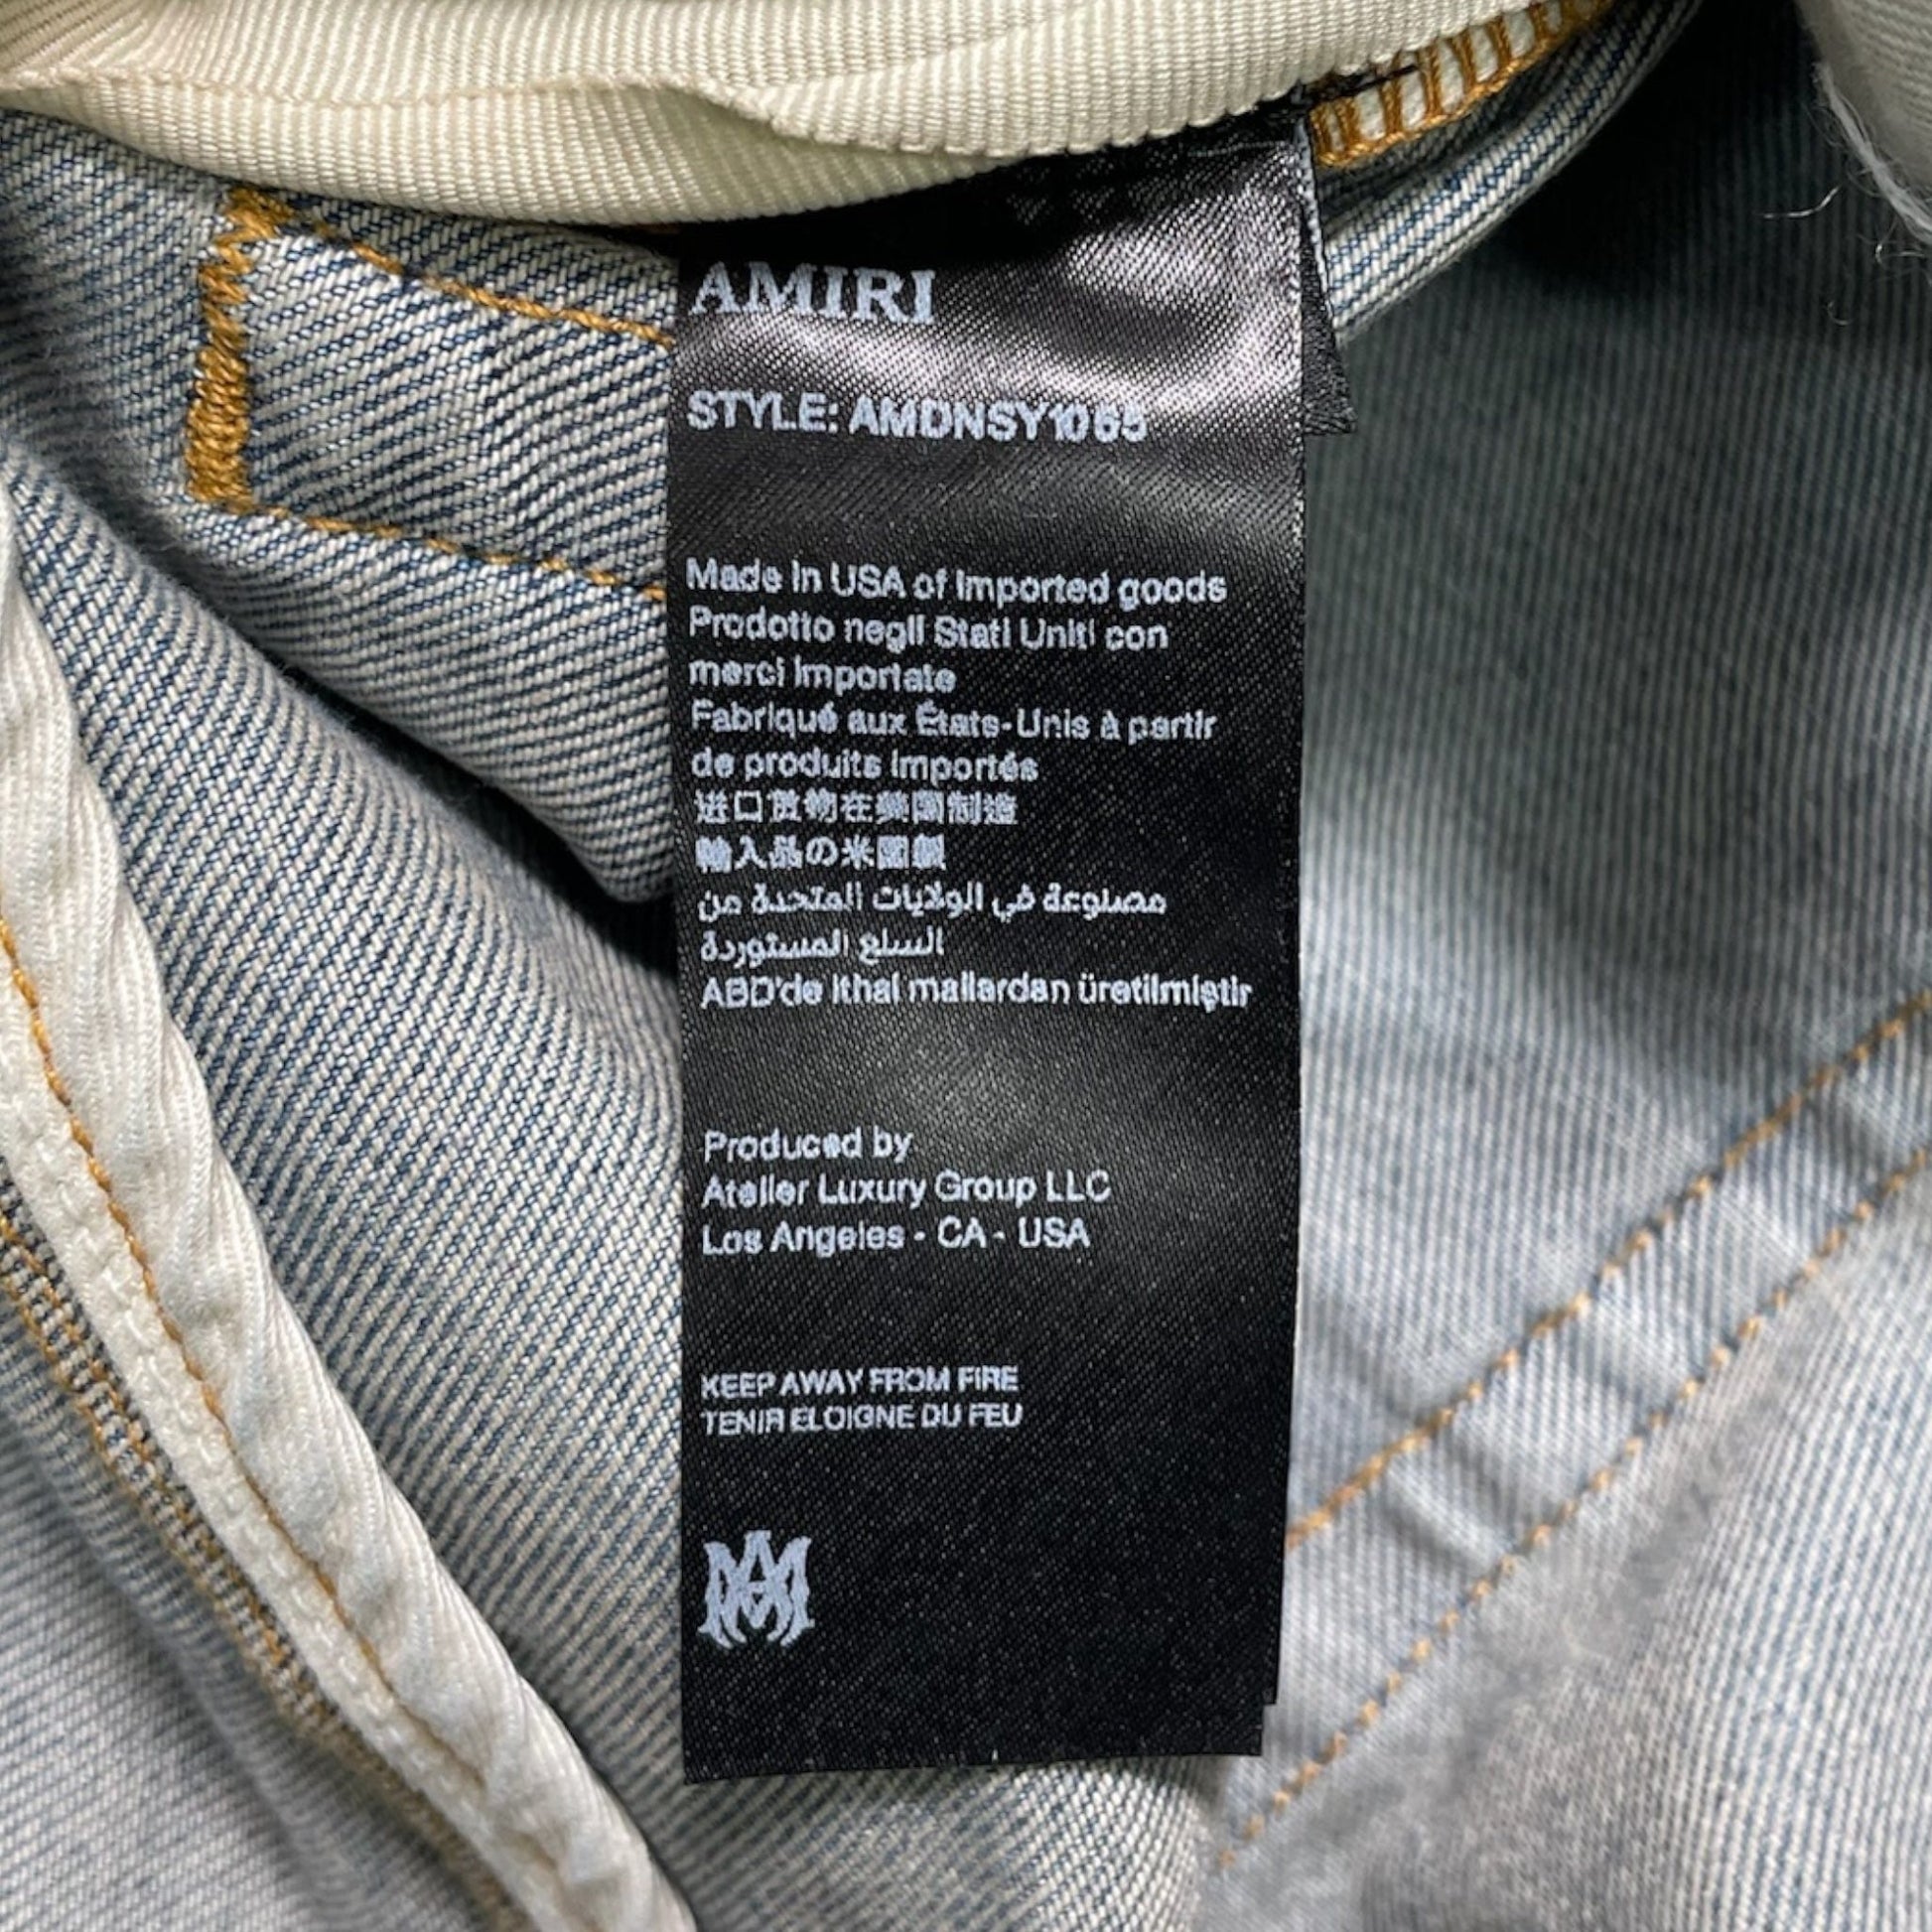 AMIRI
STYLE: AMDNSY1065
Made in USA of imported goods
Prodotto negli Stati Uniti con
merci importate
Fabriqué aux États-Unis à partir
de produits importés
进口货物在美国制造
輸入品の米国製
مصنوعة في الولايات المتحدة من
السلع المستوردة
ABD'de ithal mallardan üretilmiştir
Produced by
Atelier Luxury Group LLC
Los Angeles - CA - USA
KEEP AWAY FROM FIRE
TENIR ELOIGNE DU FEU